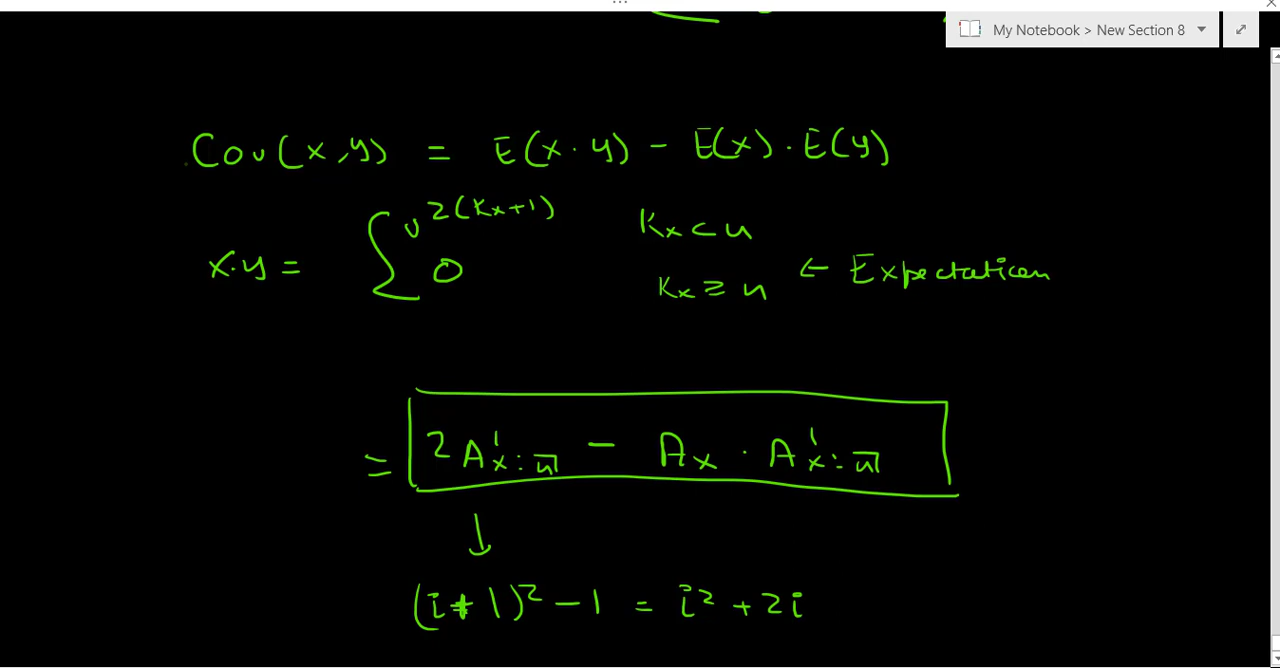 My Notebook > New Section 8
Cov(x,y) = E(x·y) - E(x)·E(y)
x·y = { v^2(Kx+1) Kx < n
0 Kx ≥ n ← Expectation
= ²A¹x:n̅| - Ax · A¹x:n̅|
↓
(i+1)² - 1 = i² + 2i